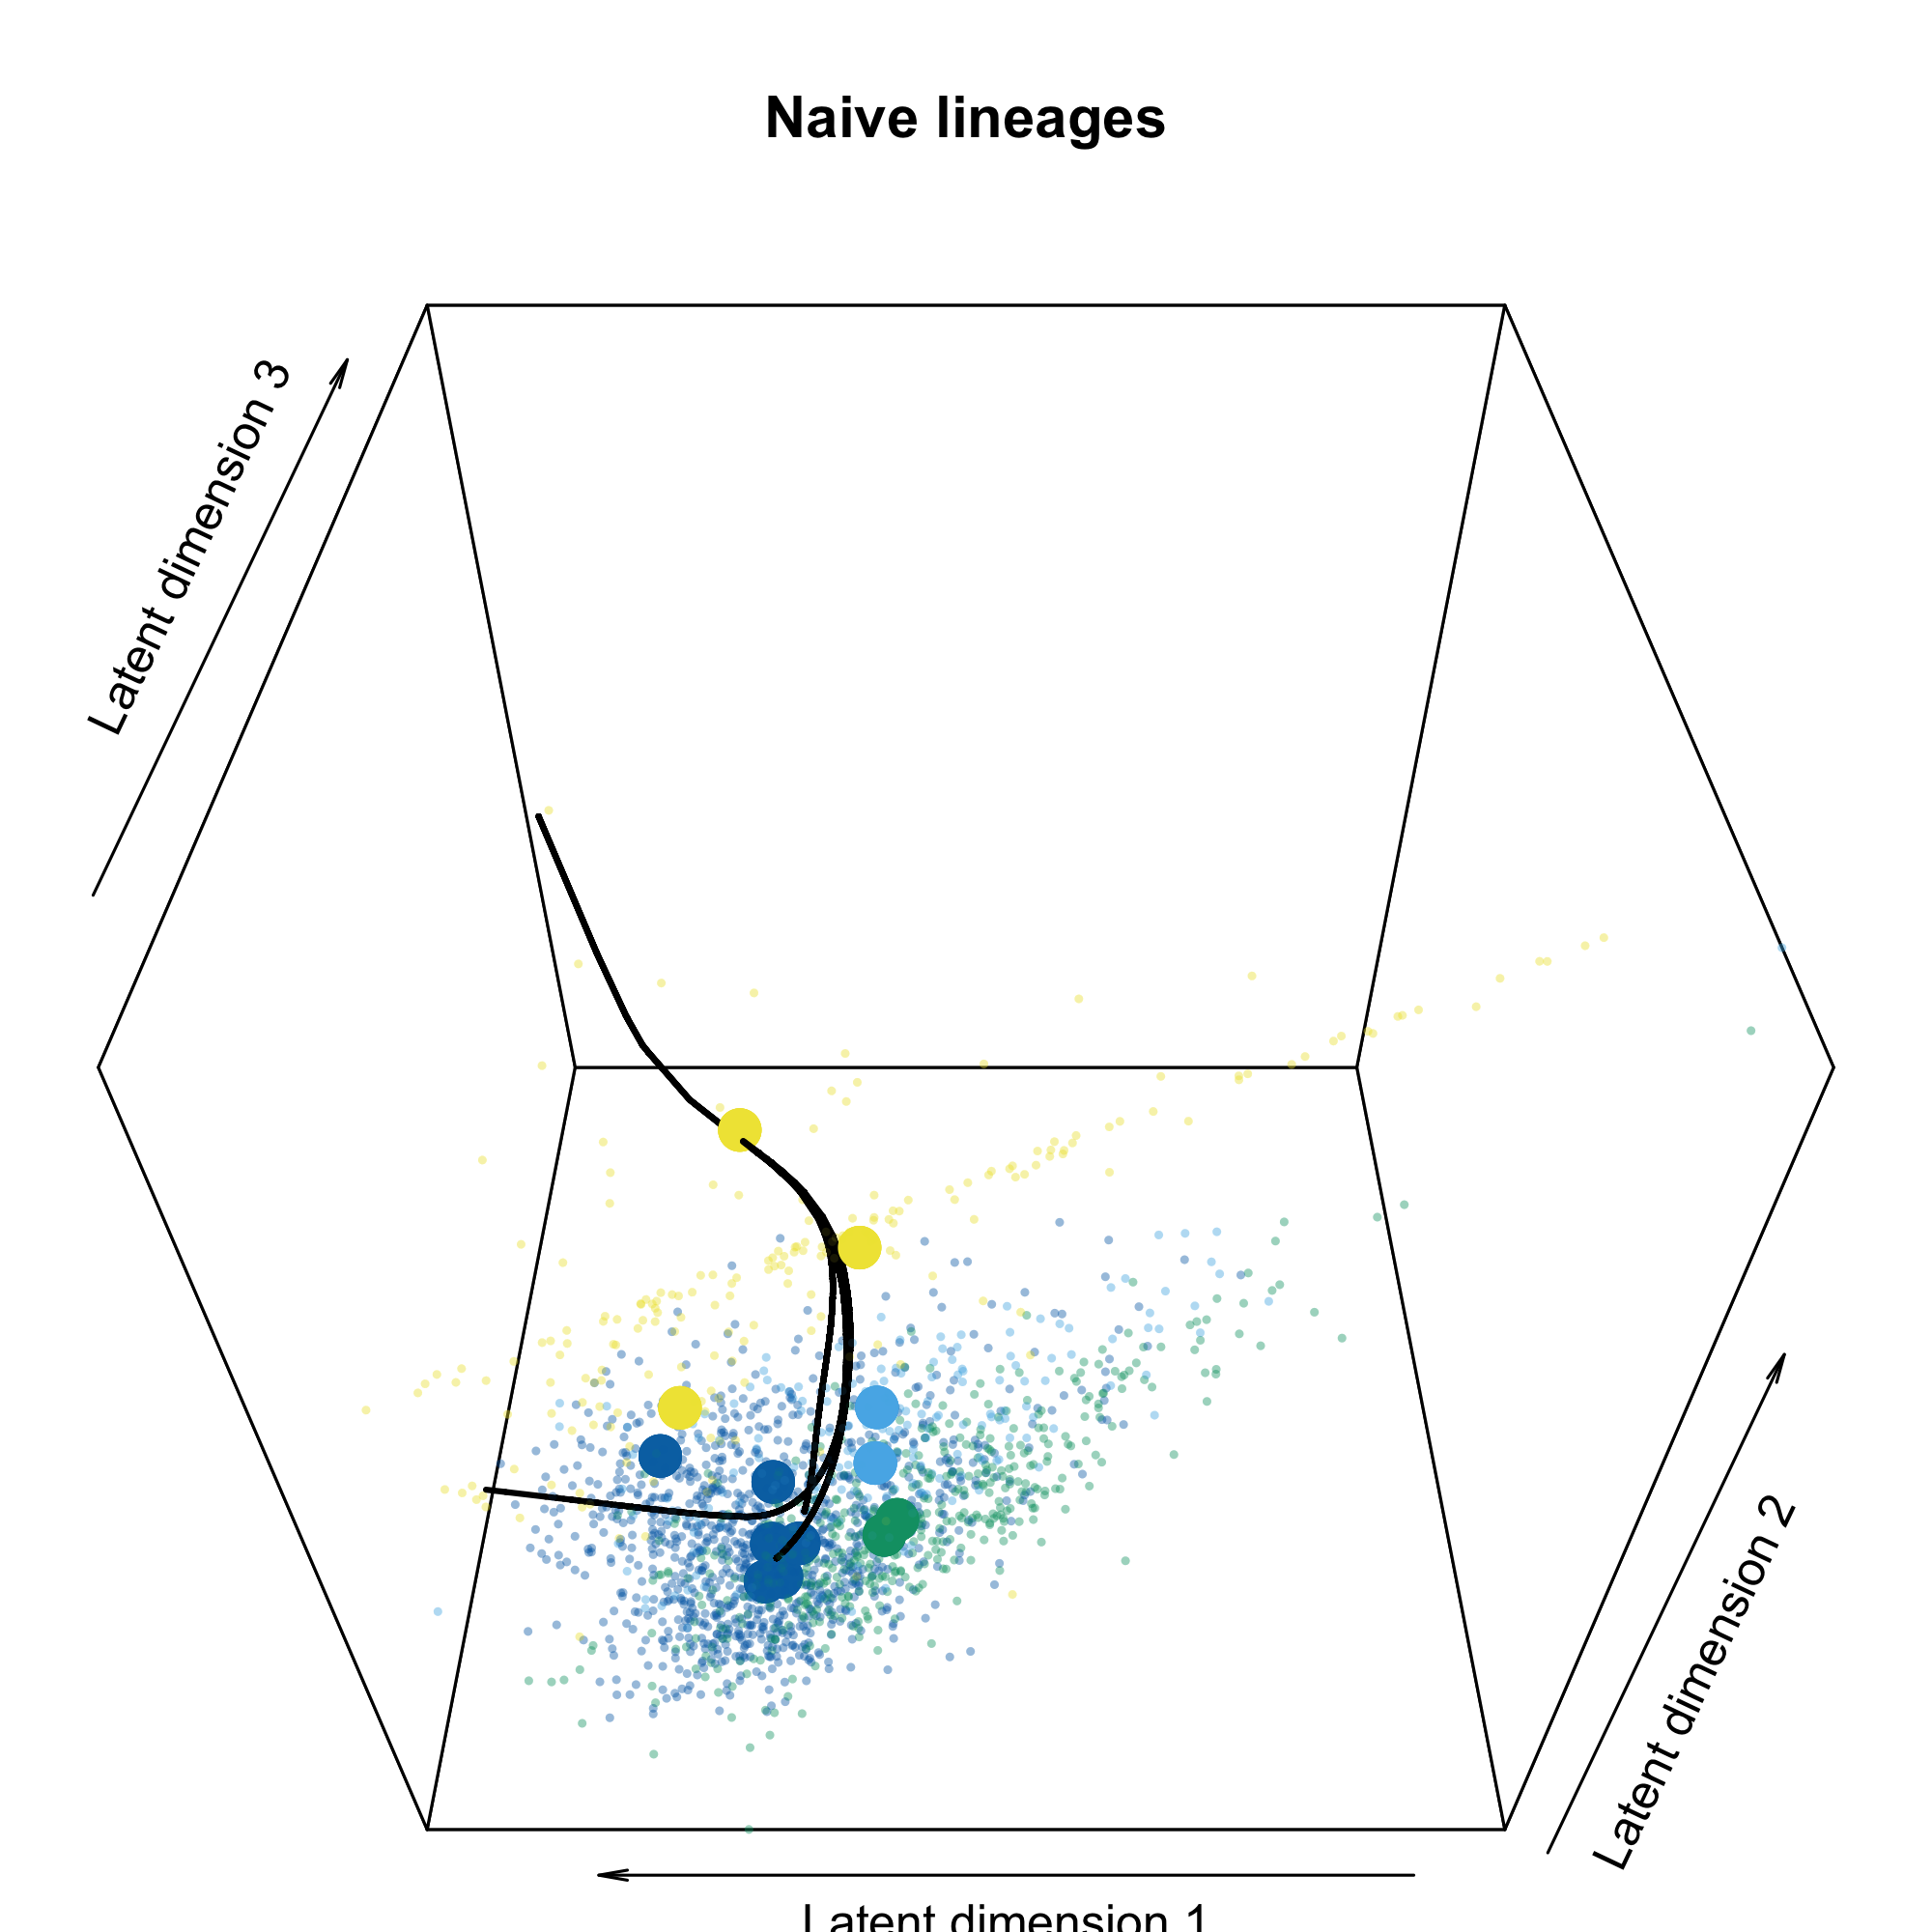 Naive lineages
Latent dimension 3
Latent dimension 2
Latent dimension 1